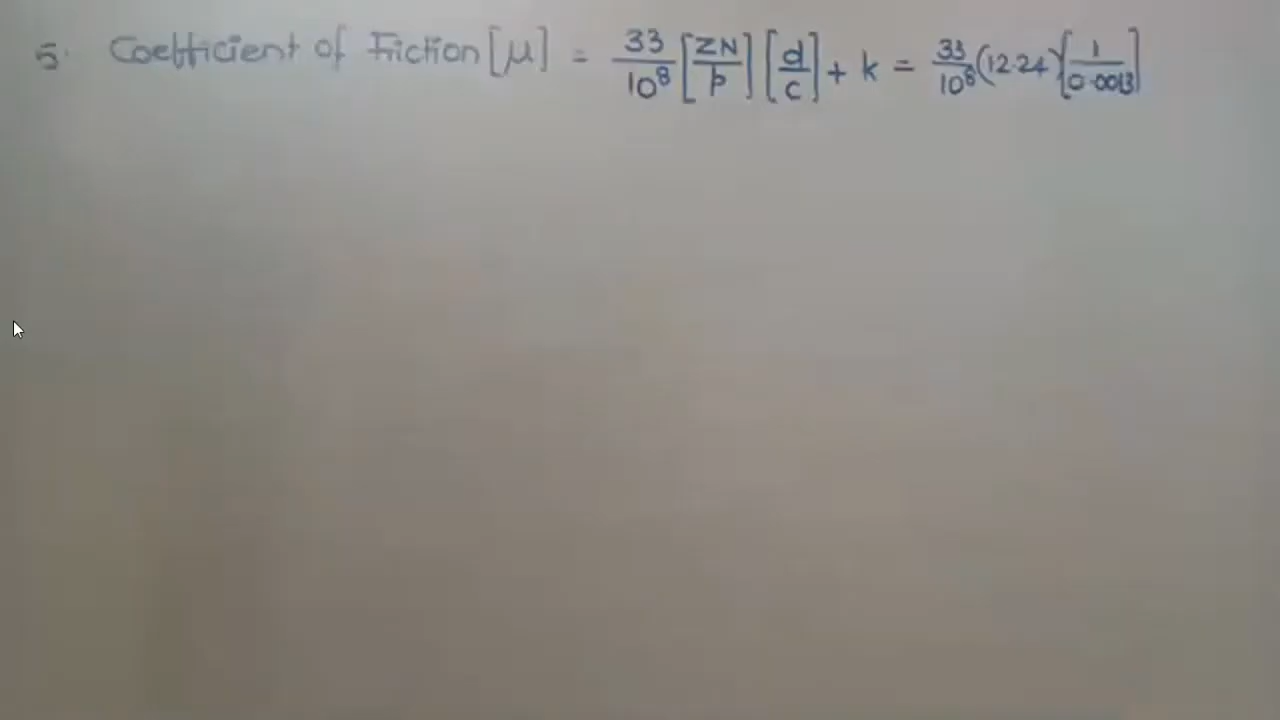 5. Coefficient of Friction [μ] = 33/10⁸ [ZN/p] [d/c] + k = 33/10⁸ (12.24) [1/0.0013]